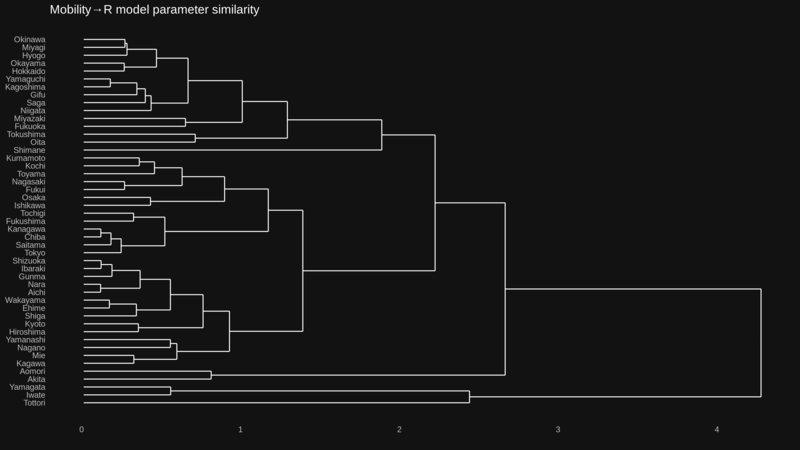 Mobility→R model parameter similarity
Okinawa
Miyagi
Hyogo
Okayama
Hokkaido
Yamaguchi
Kagoshima
Gifu
Saga
Niigata
Miyazaki
Fukuoka
Tokushima
Oita
Shimane
Kumamoto
Kochi
Toyama
Nagasaki
Fukui
Osaka
Ishikawa
Tochigi
Fukushima
Kanagawa
Chiba
Saitama
Tokyo
Shizuoka
Ibaraki
Gunma
Nara
Aichi
Wakayama
Ehime
Shiga
Kyoto
Hiroshima
Yamanashi
Nagano
Mie
Kagawa
Aomori
Akita
Yamagata
Iwate
Tottori
0 1 2 3 4